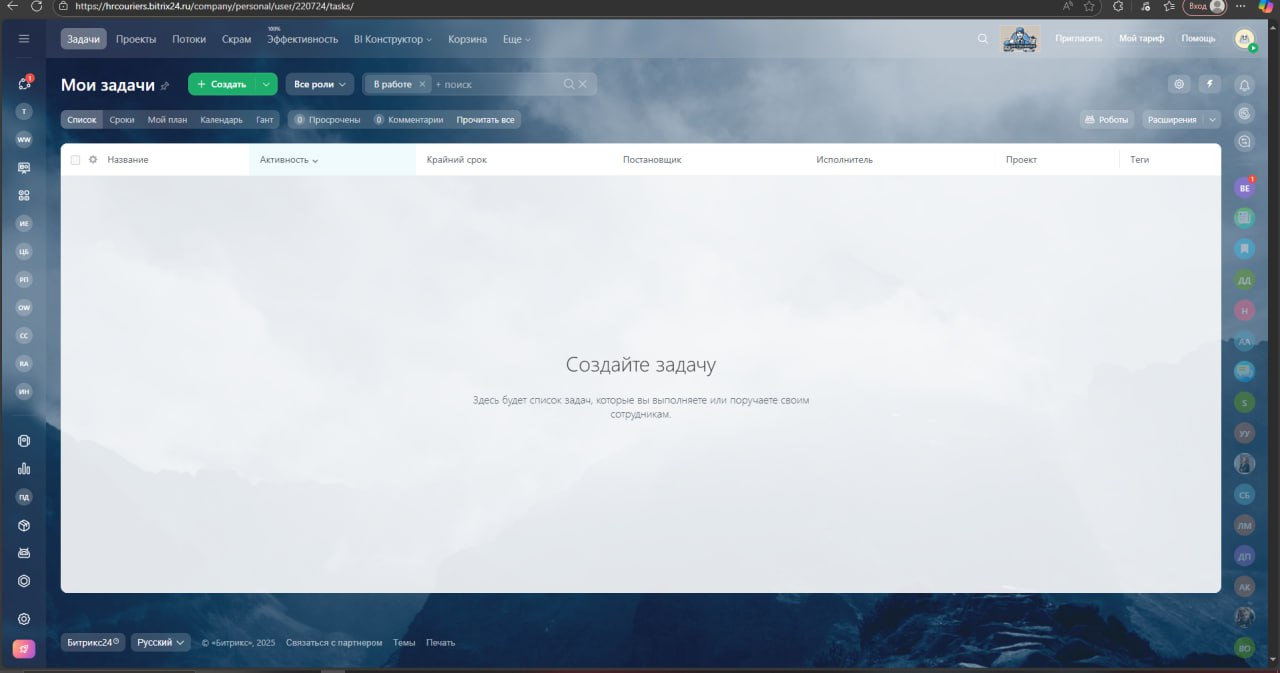 https://hrcouriers.bitrix24.ru/company/personal/user/220724/tasks/
Вход
Задачи Проекты Потоки Скрам 100% Эффективность BI Конструктор Корзина Еще
Пригласить Мой тариф Помощь
Мои задачи + Создать Все роли В работе × + поиск
Список Сроки Мой план Календарь Гант 0 Просрочены 0 Комментарии Прочитать все Роботы Расширения
Название Активность Крайний срок Постановщик Исполнитель Проект Теги
1
T
WW
ИЕ
ЦБ
РП
OW
СС
RA
ИН
ПД
Создайте задачу
Здесь будет список задач, которые вы выполняете или поручаете своим
сотрудникам.
1
ВЕ
ДД
Н
АА
S
УУ
СБ
ЛМ
ДП
АК
ВО
Битрикс24 Русский © «Битрикс», 2025 Связаться с партнером Темы Печать